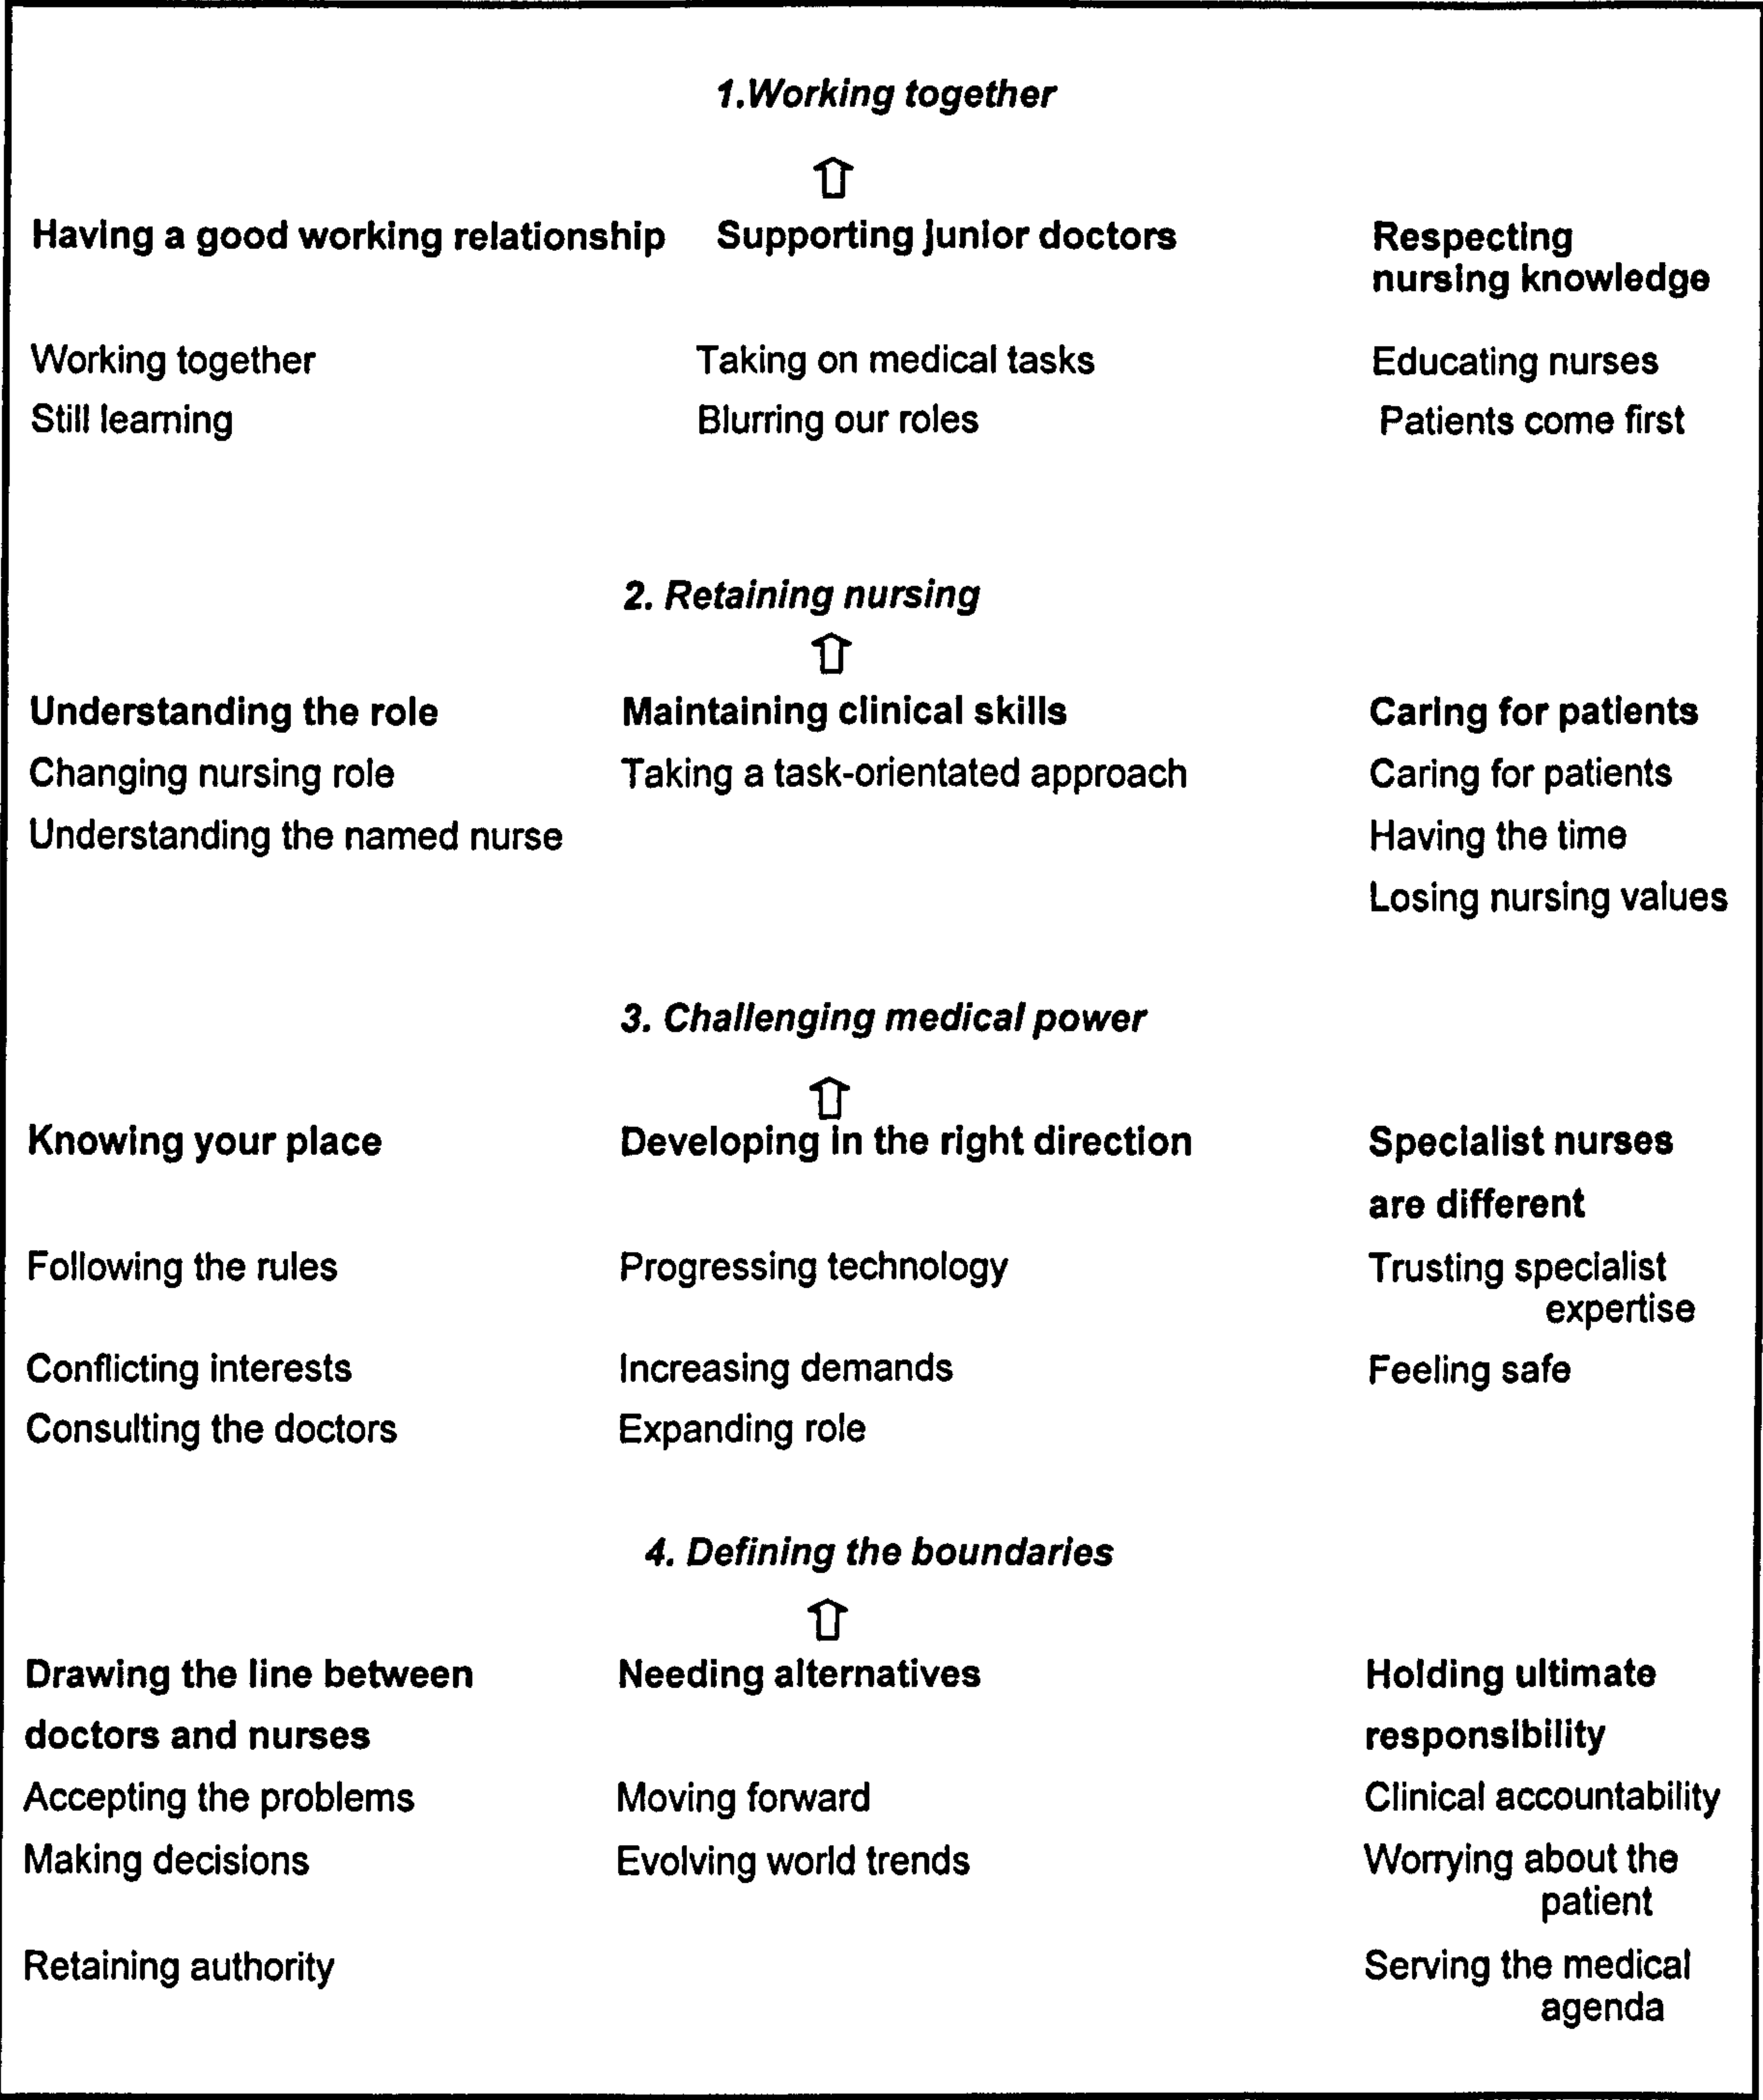 1.Working together
Having a good working relationship Supporting junior doctors Respecting
nursing knowledge
Working together Taking on medical tasks Educating nurses
Still learning Blurring our roles Patients come first
2. Retaining nursing
Understanding the role Maintaining clinical skills Caring for patients
Changing nursing role Taking a task-orientated approach Caring for patients
Understanding the named nurse Having the time
Losing nursing values
3. Challenging medical power
Knowing your place Developing in the right direction Specialist nurses
are different
Following the rules Progressing technology Trusting specialist
expertise
Conflicting interests Increasing demands Feeling safe
Consulting the doctors Expanding role
4. Defining the boundaries
Drawing the line between Needing alternatives Holding ultimate
doctors and nurses responsibility
Accepting the problems Moving forward Clinical accountability
Making decisions Evolving world trends Worrying about the
patient
Retaining authority Serving the medical
agenda